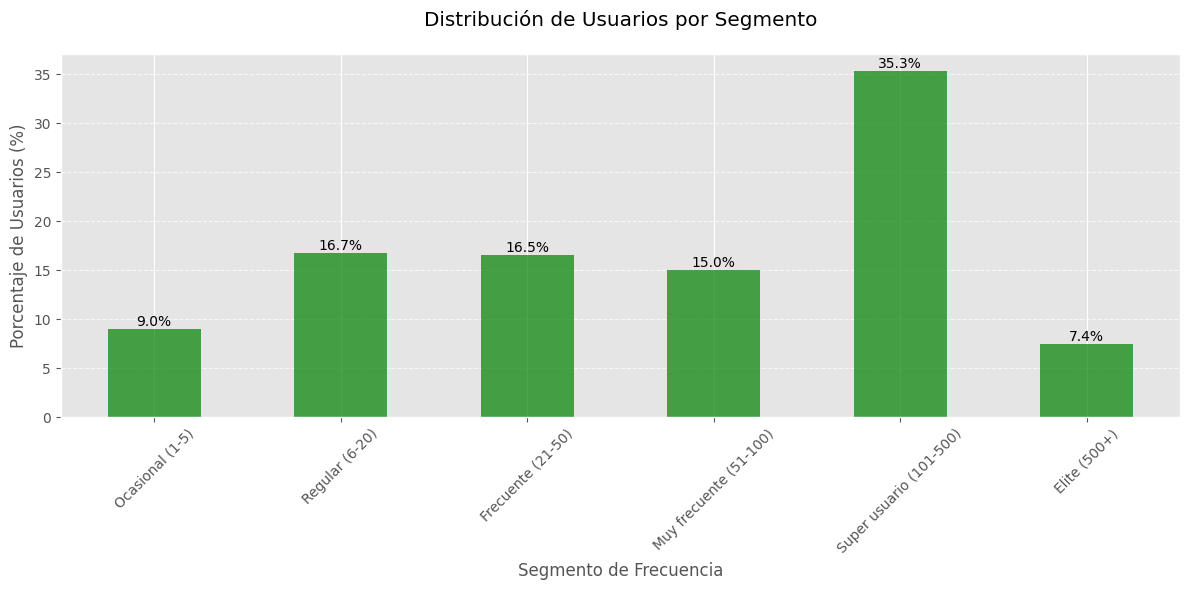 Distribución de Usuarios por Segmento
Porcentaje de Usuarios (%)
35
30
25
20
15
10
5
0
9.0%
16.7%
16.5%
15.0%
35.3%
7.4%
Ocasional (1-5)
Regular (6-20)
Frecuente (21-50)
Muy frecuente (51-100)
Super usuario (101-500)
Elite (500+)
Segmento de Frecuencia